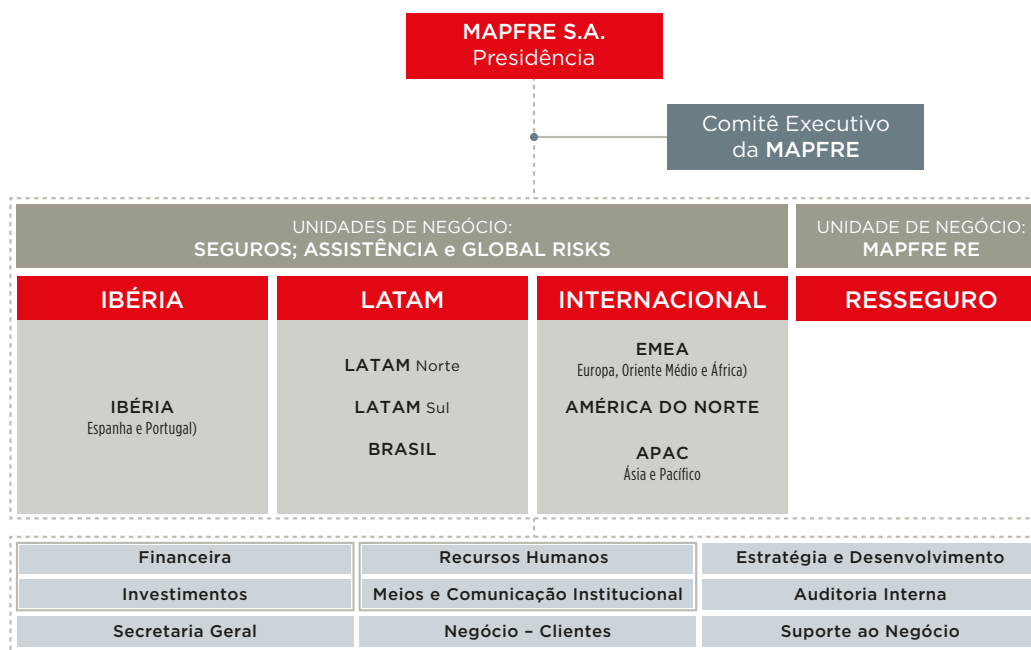 MAPFRE S.A.
Presidência
Comitê Executivo
da MAPFRE
UNIDADES DE NEGÓCIO:
SEGUROS; ASSISTÊNCIA e GLOBAL RISKS
UNIDADE DE NEGÓCIO:
MAPFRE RE
IBÉRIA
LATAM
INTERNACIONAL
RESSEGURO
IBÉRIA
Espanha e Portugal)
LATAM Norte
LATAM Sul
BRASIL
EMEA
Europa, Oriente Médio e África)
AMÉRICA DO NORTE
APAC
Ásia e Pacífico
Financeira
Recursos Humanos
Estratégia e Desenvolvimento
Investimentos
Meios e Comunicação Institucional
Auditoria Interna
Secretaria Geral
Negócio – Clientes
Suporte ao Negócio